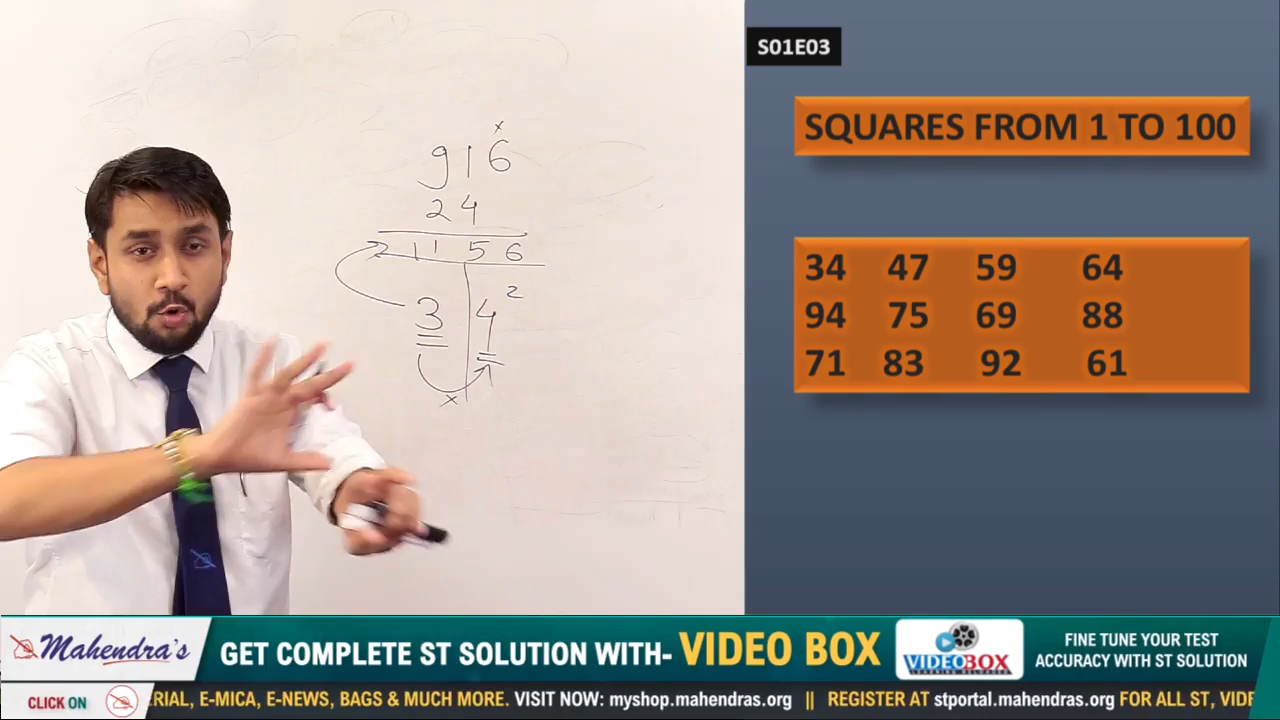 916
24
1156
3 4²
x
S01E03
SQUARES FROM 1 TO 100
34 47 59 64
94 75 69 88
71 83 92 61
Mahendra's
GET COMPLETE ST SOLUTION WITH- VIDEO BOX
VIDEOBOX
FINE TUNE YOUR TEST
ACCURACY WITH ST SOLUTION
CLICK ON
ERIAL, E-MICA, E-NEWS, BAGS & MUCH MORE. VISIT NOW: myshop.mahendras.org || REGISTER AT stportal.mahendras.org FOR ALL ST, VIDE